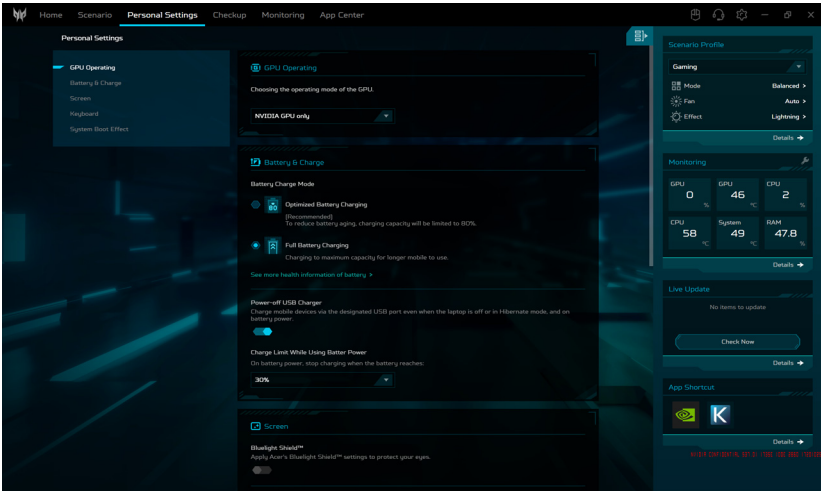 Home Scenario Personal Settings Checkup Monitoring App Center
Personal Settings
GPU Operating
Battery & Charge
Screen
Keyboard
System Boot Effect
GPU Operating
Choosing the operating mode of the GPU.
NVIDIA GPU only
Battery & Charge
Battery Charge Mode
Optimized Battery Charging
[Recommended]
To reduce battery aging, charging capacity will be limited to 80%.
Full Battery Charging
Charging to maximum capacity for longer mobile to use.
See more health information of battery >
Power-off USB Charger
Charge mobile devices via the designated USB port even when the laptop is off or in Hibernate mode, and on
battery power.
Charge Limit While Using Batter Power
On battery power, stop charging when the battery reaches:
30%
Screen
Bluelight Shield™
Apply Acer's Bluelight Shield™ settings to protect your eyes.
Scenario Profile
Gaming
Mode Balanced >
Fan Auto >
Effect Lightning >
Details →
Monitoring
GPU GPU CPU
0 % 46 °C 2 %
CPU System RAM
58 °C 49 °C 47.8 %
Details →
Live Update
No items to update
Check Now
Details →
App Shortcut
K
Details →